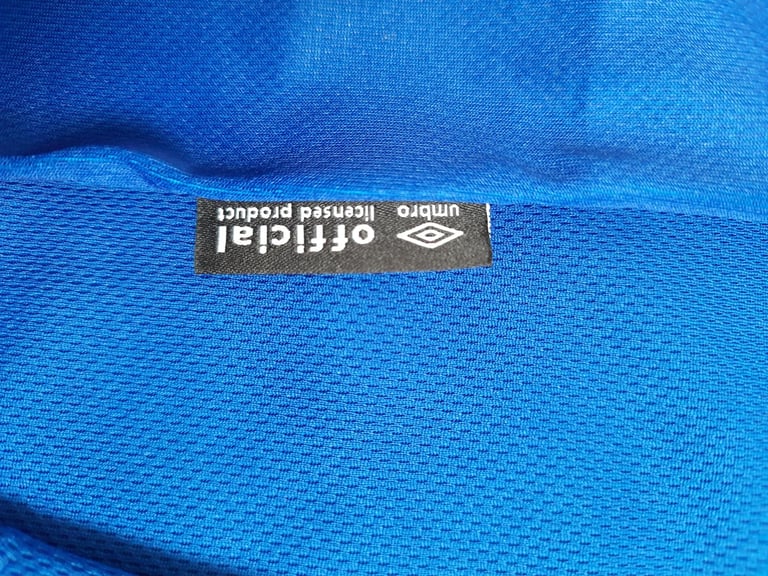 official
umbro
licensed product